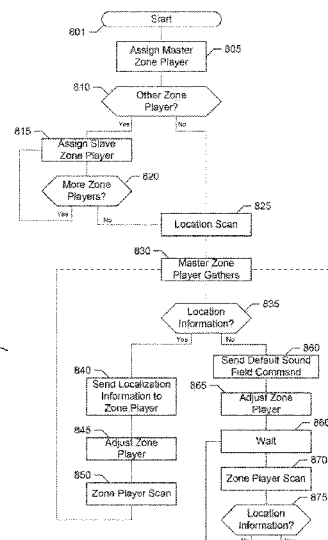 Start
801
Assign Master
Zone Player
805
810
Other Zone
Player?
Yes
No
815
Assign Slave
Zone Player
820
More Zone
Players?
Yes
No
825
Location Scan
830
Master Zone
Player Gathers
835
Location
Information?
Yes
No
840
Send Localization
Information to
Zone Player
860
Send Default Sound
Field Command
865
Adjust Zone
Player
845
Adjust Zone
Player
860
Wait
850
Zone Player Scan
870
Zone Player Scan
875
Location
Information?